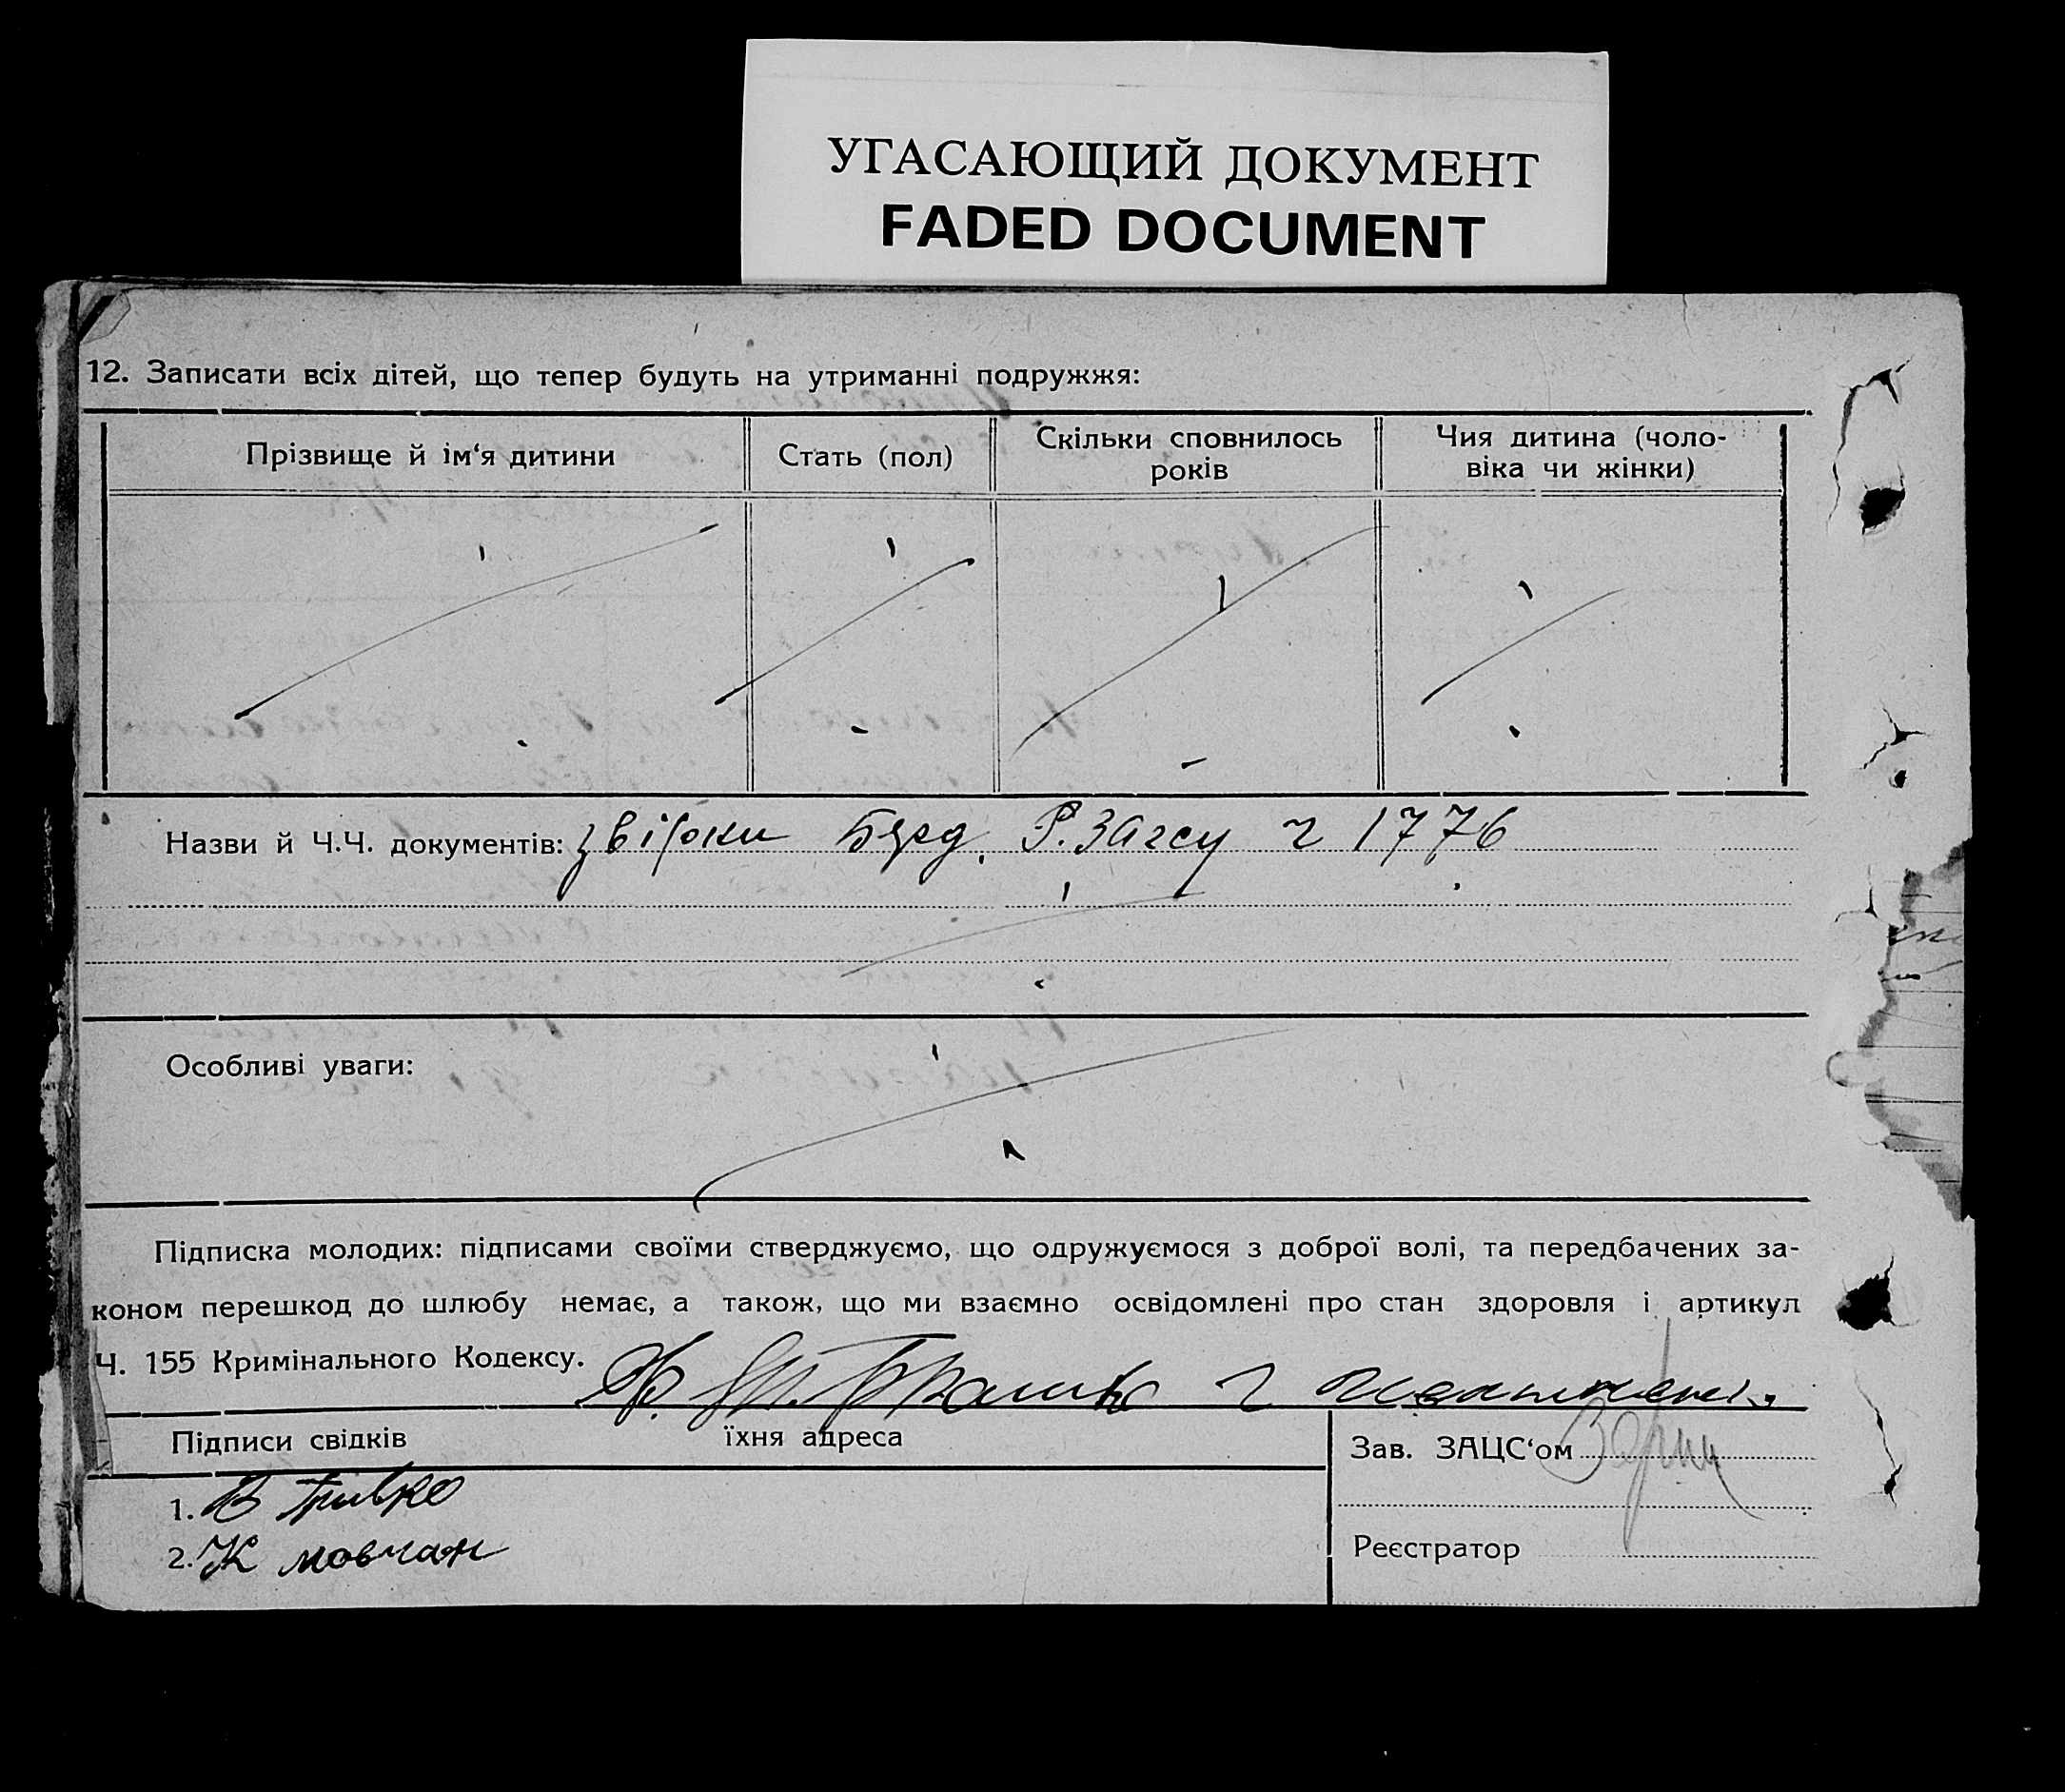 УГАСАЮЩИЙ ДОКУМЕНТ
FADED DOCUMENT
12. Записати всіх дітей, що тепер будуть на утриманні подружжя:
Прізвище й ім‘я дитини
Стать (пол)
Скільки сповнилось
років
Чия дитина (чоло-
віка чи жінки)
Назви й Ч.Ч. документів: Р. Загсу ч 1776
Особливі уваги:
Підписка молодих: підписами своїми стверджуємо, що одружуємося з доброї волі, та передбачених за-
коном перешкод до шлюбу немає, а також, що ми взаємно освідомлені про стан здоровля і артикул
Ч. 155 Кримінального Кодексу.
Підписи свідків
їхня адреса
Зав. ЗАЦС‘ом
1. В
2. К мовчан
Реєстратор